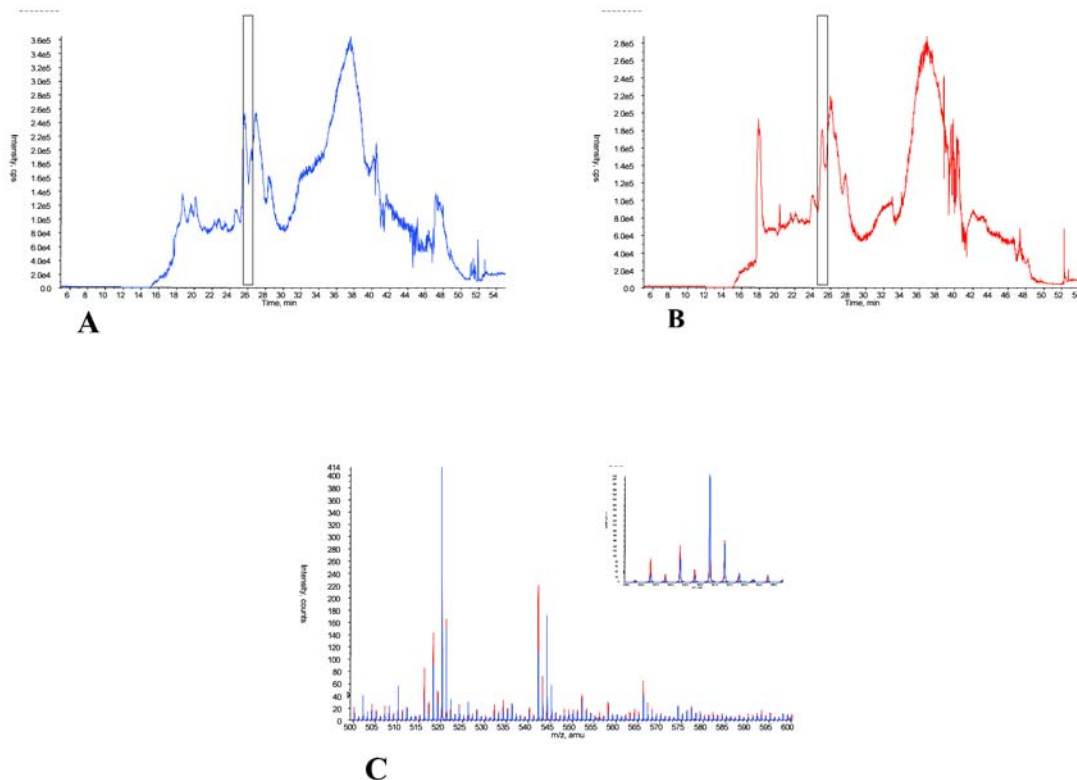 3.6e5
3.4e5
3.2e5
3.0e5
2.8e5
2.6e5
2.4e5
2.2e5
2.0e5
1.8e5
1.6e5
1.4e5
1.2e5
1.0e5
8.0e4
6.0e4
4.0e4
2.0e4
0.0
Intensity, cps
6 8 10 12 14 16 18 20 22 24 26 28 30 32 34 36 38 40 42 44 46 48 50 52 54
Time, min
A
2.8e5
2.6e5
2.4e5
2.2e5
2.0e5
1.8e5
1.6e5
1.4e5
1.2e5
1.0e5
8.0e4
6.0e4
4.0e4
2.0e4
0.0
Intensity, cps
6 8 10 12 14 16 18 20 22 24 26 28 30 32 34 36 38 40 42 44 46 48 50 52 54
Time, min
B
414
400
380
360
340
320
300
280
260
240
220
200
180
160
140
120
100
80
60
40
20
0
Intensity, counts
500 505 510 515 520 525 530 535 540 545 550 555 560 565 570 575 580 585 590 595 600
m/z, amu
C